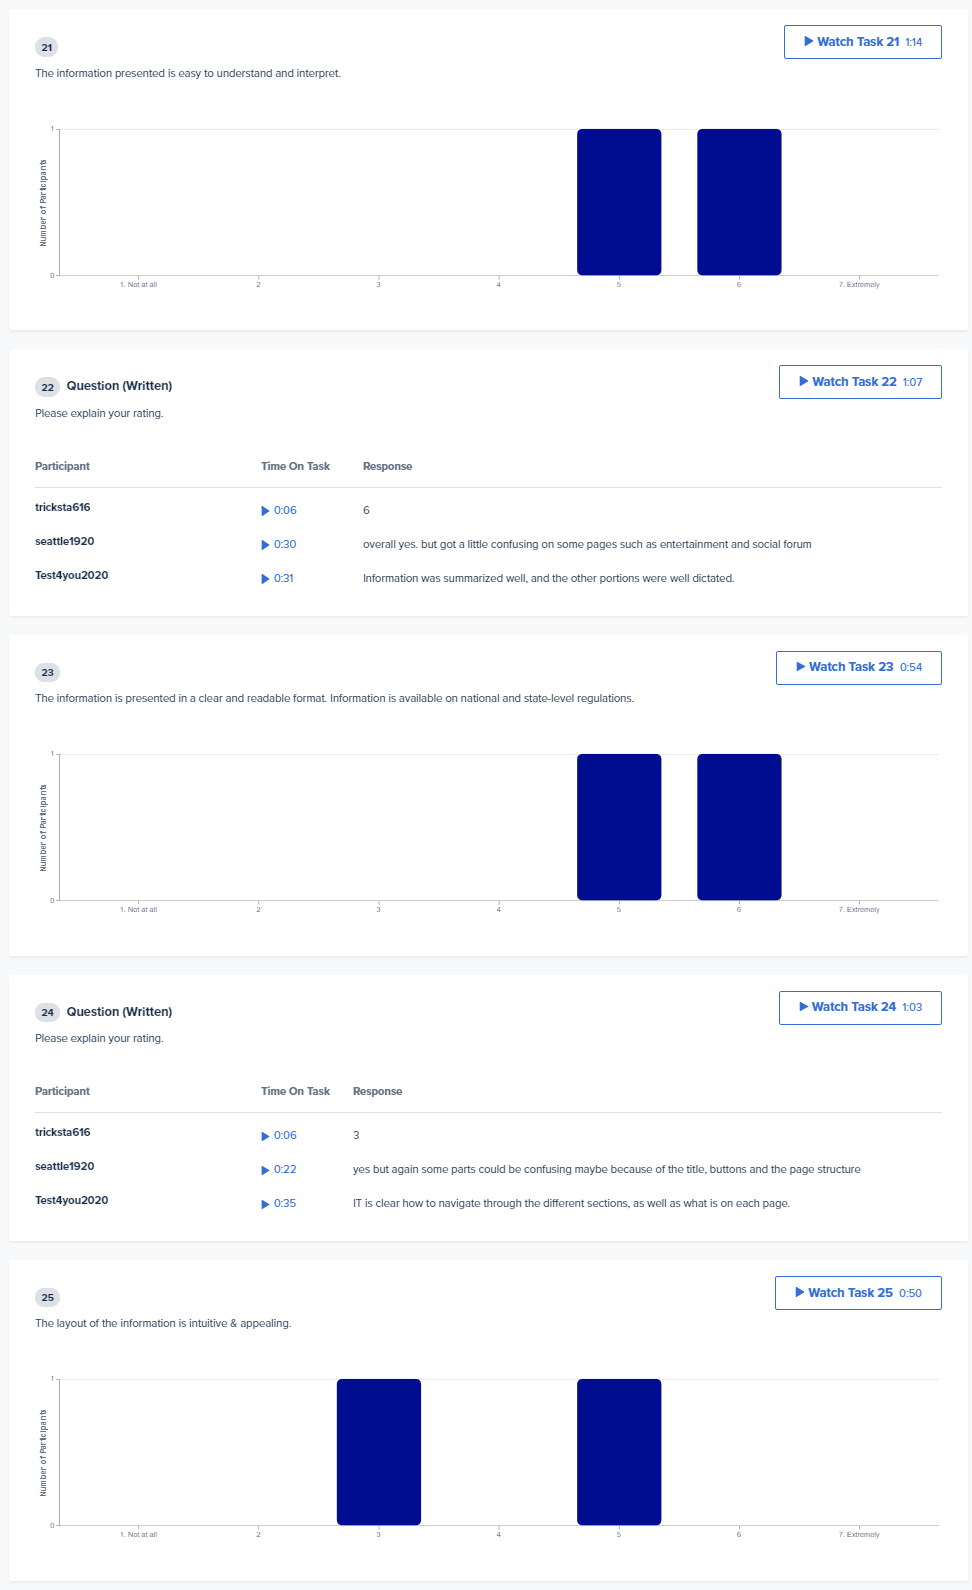 21
Watch Task 21 1:14
The information presented is easy to understand and interpret.
1
Number of Participants
0
1. Not at all 2 3 4 5 6 7. Extremely
22 Question (Written)
Watch Task 22 1:07
Please explain your rating.
Participant Time On Task Response
tricksta616 0:06 6
seattle1920 0:30 overall yes. but got a little confusing on some pages such as entertainment and social forum
Test4you2020 0:31 Information was summarized well, and the other portions were well dictated.
23
Watch Task 23 0:54
The information is presented in a clear and readable format. Information is available on national and state-level regulations.
1
Number of Participants
0
1. Not at all 2 3 4 5 6 7. Extremely
24 Question (Written)
Watch Task 24 1:03
Please explain your rating.
Participant Time On Task Response
tricksta616 0:06 3
seattle1920 0:22 yes but again some parts could be confusing maybe because of the title, buttons and the page structure
Test4you2020 0:35 IT is clear how to navigate through the different sections, as well as what is on each page.
25
Watch Task 25 0:50
The layout of the information is intuitive & appealing.
1
Number of Participants
0
1. Not at all 2 3 4 5 6 7. Extremely